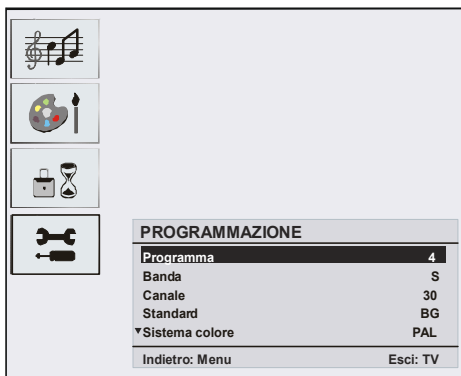 PROGRAMMAZIONE
Programma 4
Banda S
Canale 30
Standard BG
▼Sistema colore PAL
Indietro: Menu Esci: TV